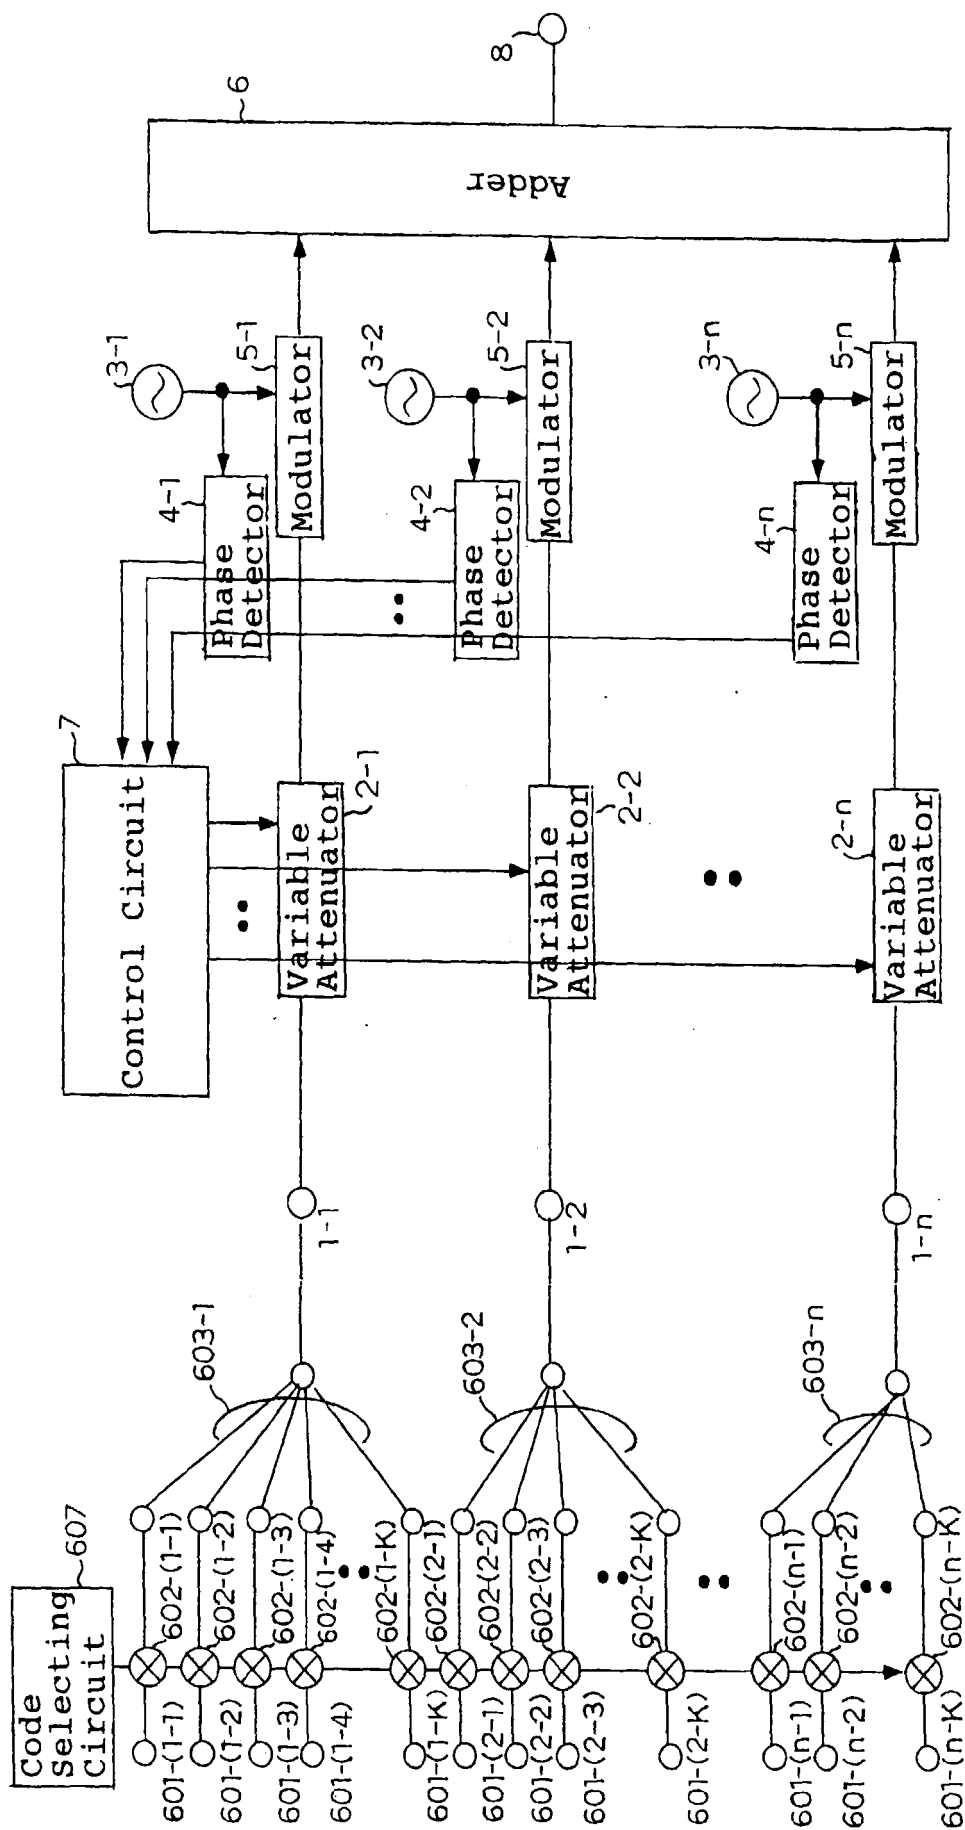 Code
Selecting
Circuit
607
601-(1-1)
601-(1-2)
601-(1-3)
601-(1-4)
601-(1-K)
601-(2-1)
601-(2-2)
601-(2-3)
601-(2-K)
601-(n-1)
601-(n-2)
601-(n-K)
602-(1-1)
602-(1-2)
602-(1-3)
602-(1-4)
602-(1-K)
602-(2-1)
602-(2-2)
602-(2-3)
602-(2-K)
602-(n-1)
602-(n-2)
602-(n-K)
603-1
603-2
603-n
1-1
1-2
1-n
Control Circuit
7
Variable
Attenuator
2-1
Variable
Attenuator
2-2
Variable
Attenuator
2-n
Phase
Detector
4-1
Phase
Detector
4-2
Phase
Detector
4-n
Modulator
5-1
Modulator
5-2
Modulator
5-n
3-1
3-2
3-n
Adder
6
8